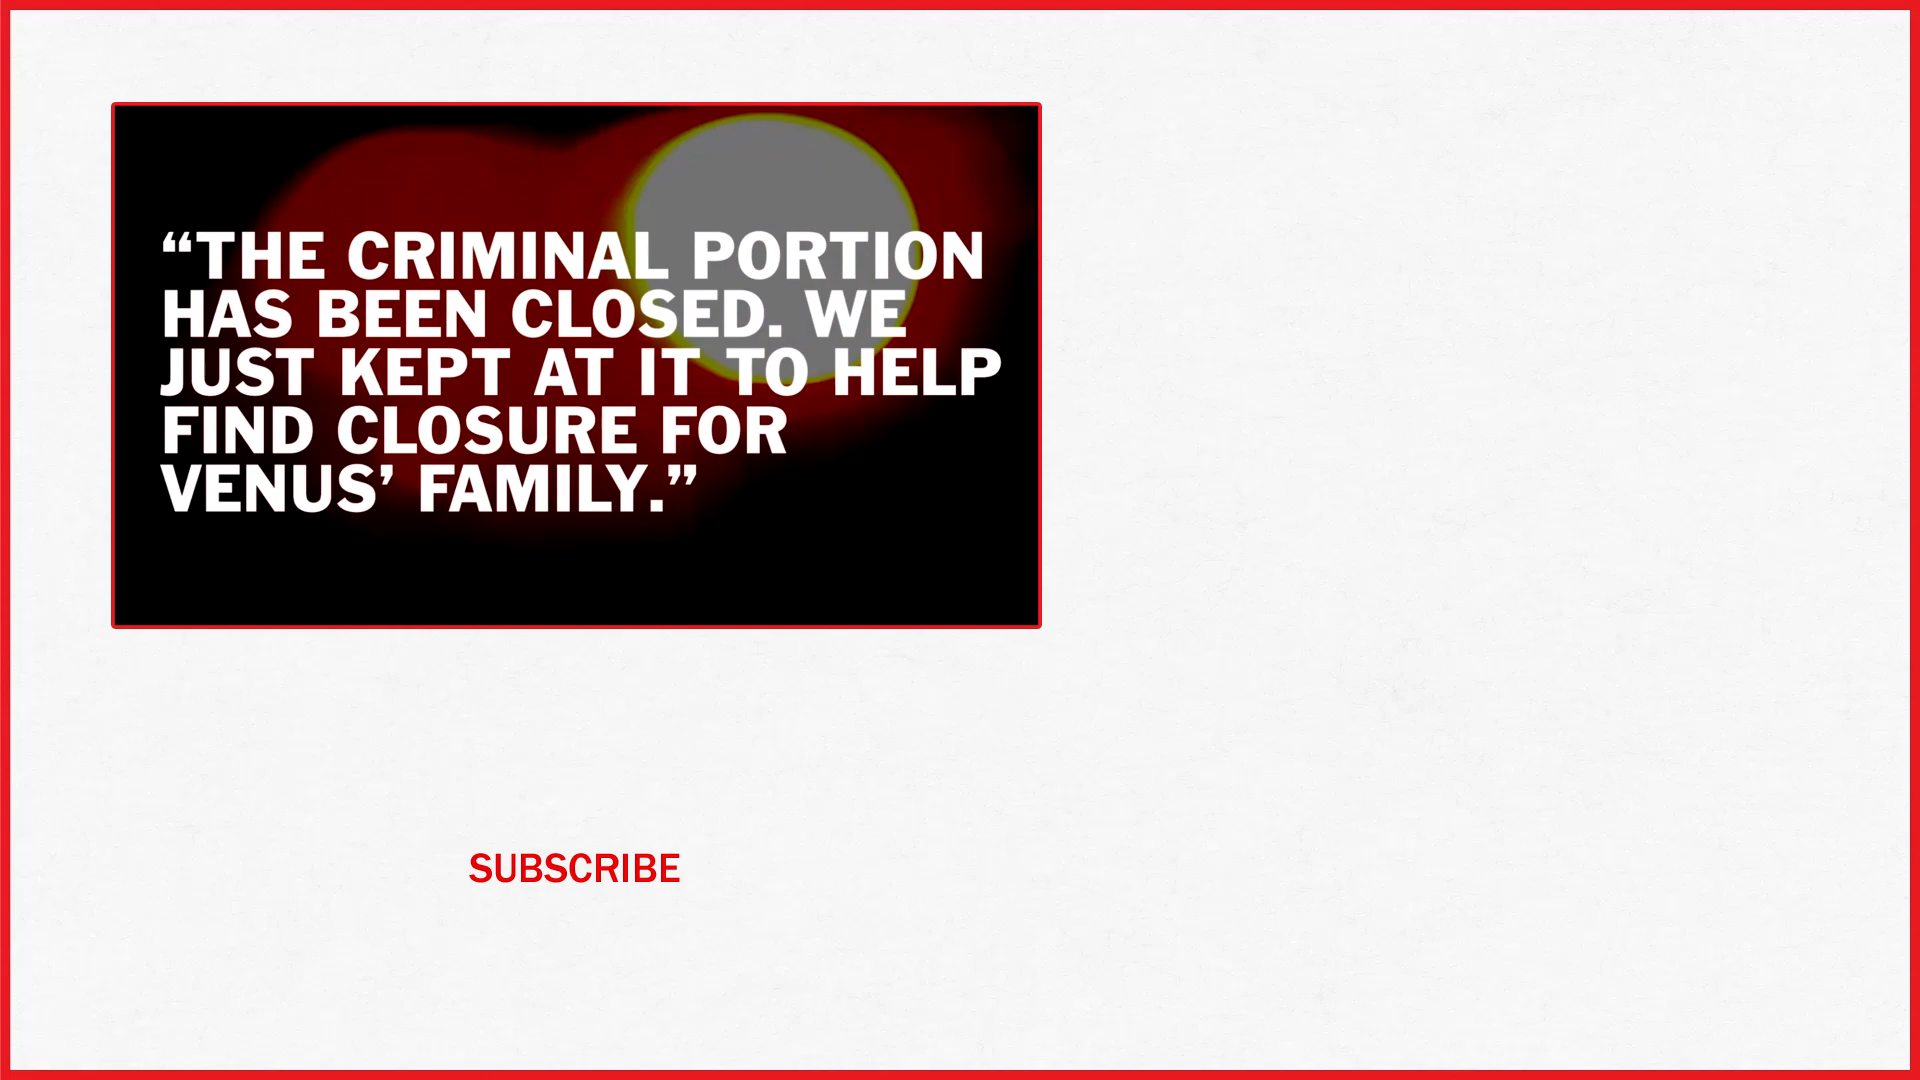 “THE CRIMINAL PORTION
HAS BEEN CLOSED. WE
JUST KEPT AT IT TO HELP
FIND CLOSURE FOR
VENUS’ FAMILY.”
SUBSCRIBE